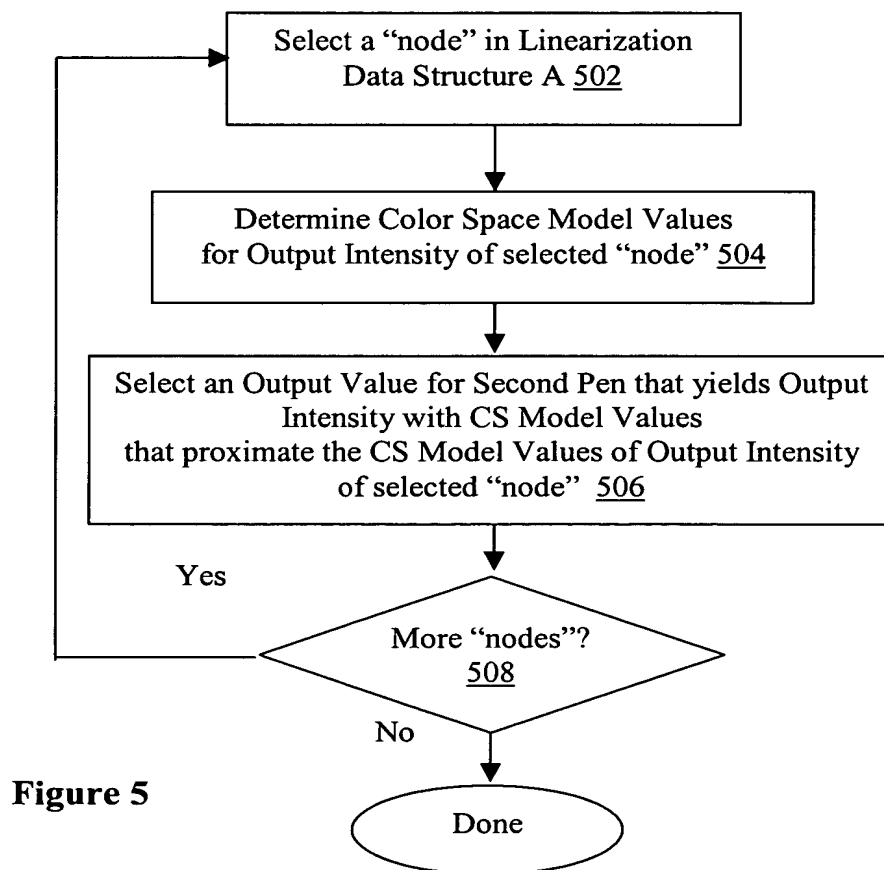 Select a “node” in Linearization
Data Structure A 502
Determine Color Space Model Values
for Output Intensity of selected “node” 504
Select an Output Value for Second Pen that yields Output
Intensity with CS Model Values
that proximate the CS Model Values of Output Intensity
of selected “node” 506
Yes
More “nodes”?
508
No
Figure 5
Done